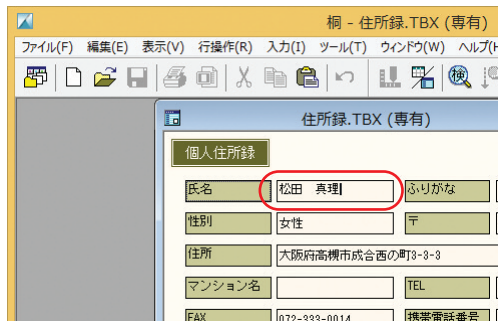 桐 - 住所録.TBX (専有)
ファイル(F) 編集(E) 表示(V) 行操作(R) 入力(I) ツール(T) ウィンドウ(W) ヘルプ(H
検
住所録.TBX (専有)
個人住所録
氏名 松田 真理 ふりがな
性別 女性 〒
住所 大阪府高槻市成合西の町3-3-3
マンション名 TEL
FAX 072-333-0014 携帯電話番号